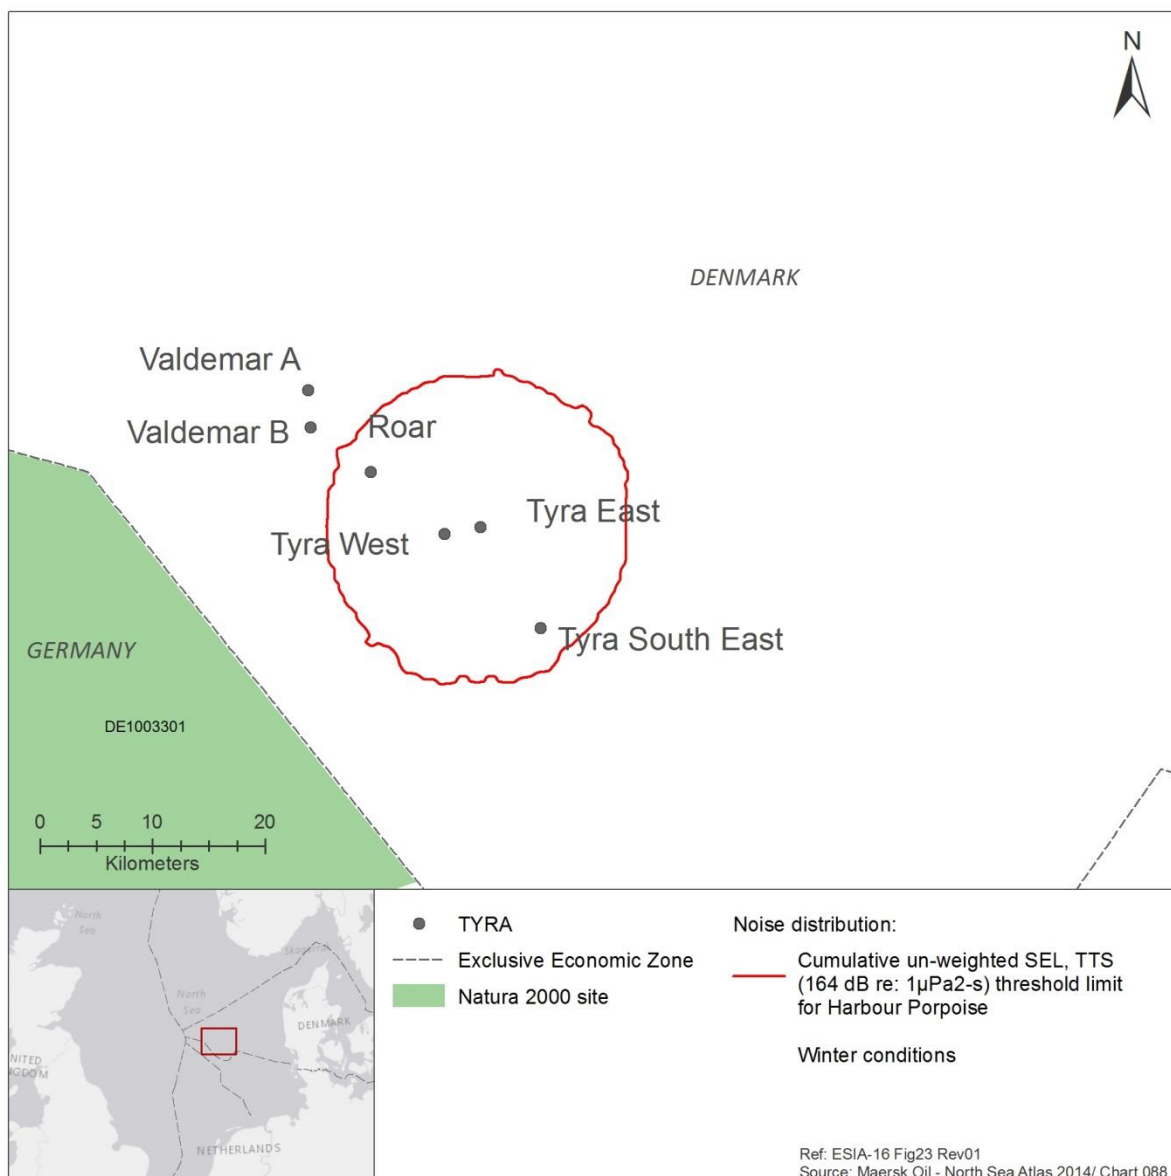 N
DENMARK
Valdemar A
Valdemar B
Roar
Tyra East
Tyra West
Tyra South East
GERMANY
DE1003301
0 5 10 20
Kilometers
North
Sea
Skagerrak
North
Sea
DENMARK
UNITED
KINGDOM
NETHERLANDS
TYRA
Exclusive Economic Zone
Natura 2000 site
Noise distribution:
Cumulative un-weighted SEL, TTS
(164 dB re: 1µPa2-s) threshold limit
for Harbour Porpoise
Winter conditions
Ref: ESIA-16 Fig23 Rev01
Source: Maersk Oil - North Sea Atlas 2014/ Chart 088